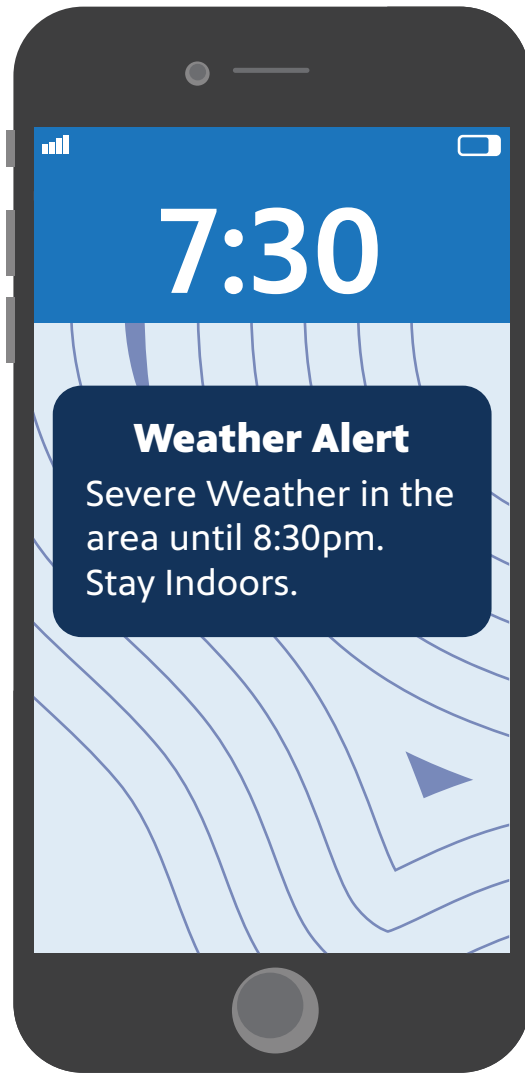 7:30
Weather Alert
Severe Weather in the
area until 8:30pm.
Stay Indoors.